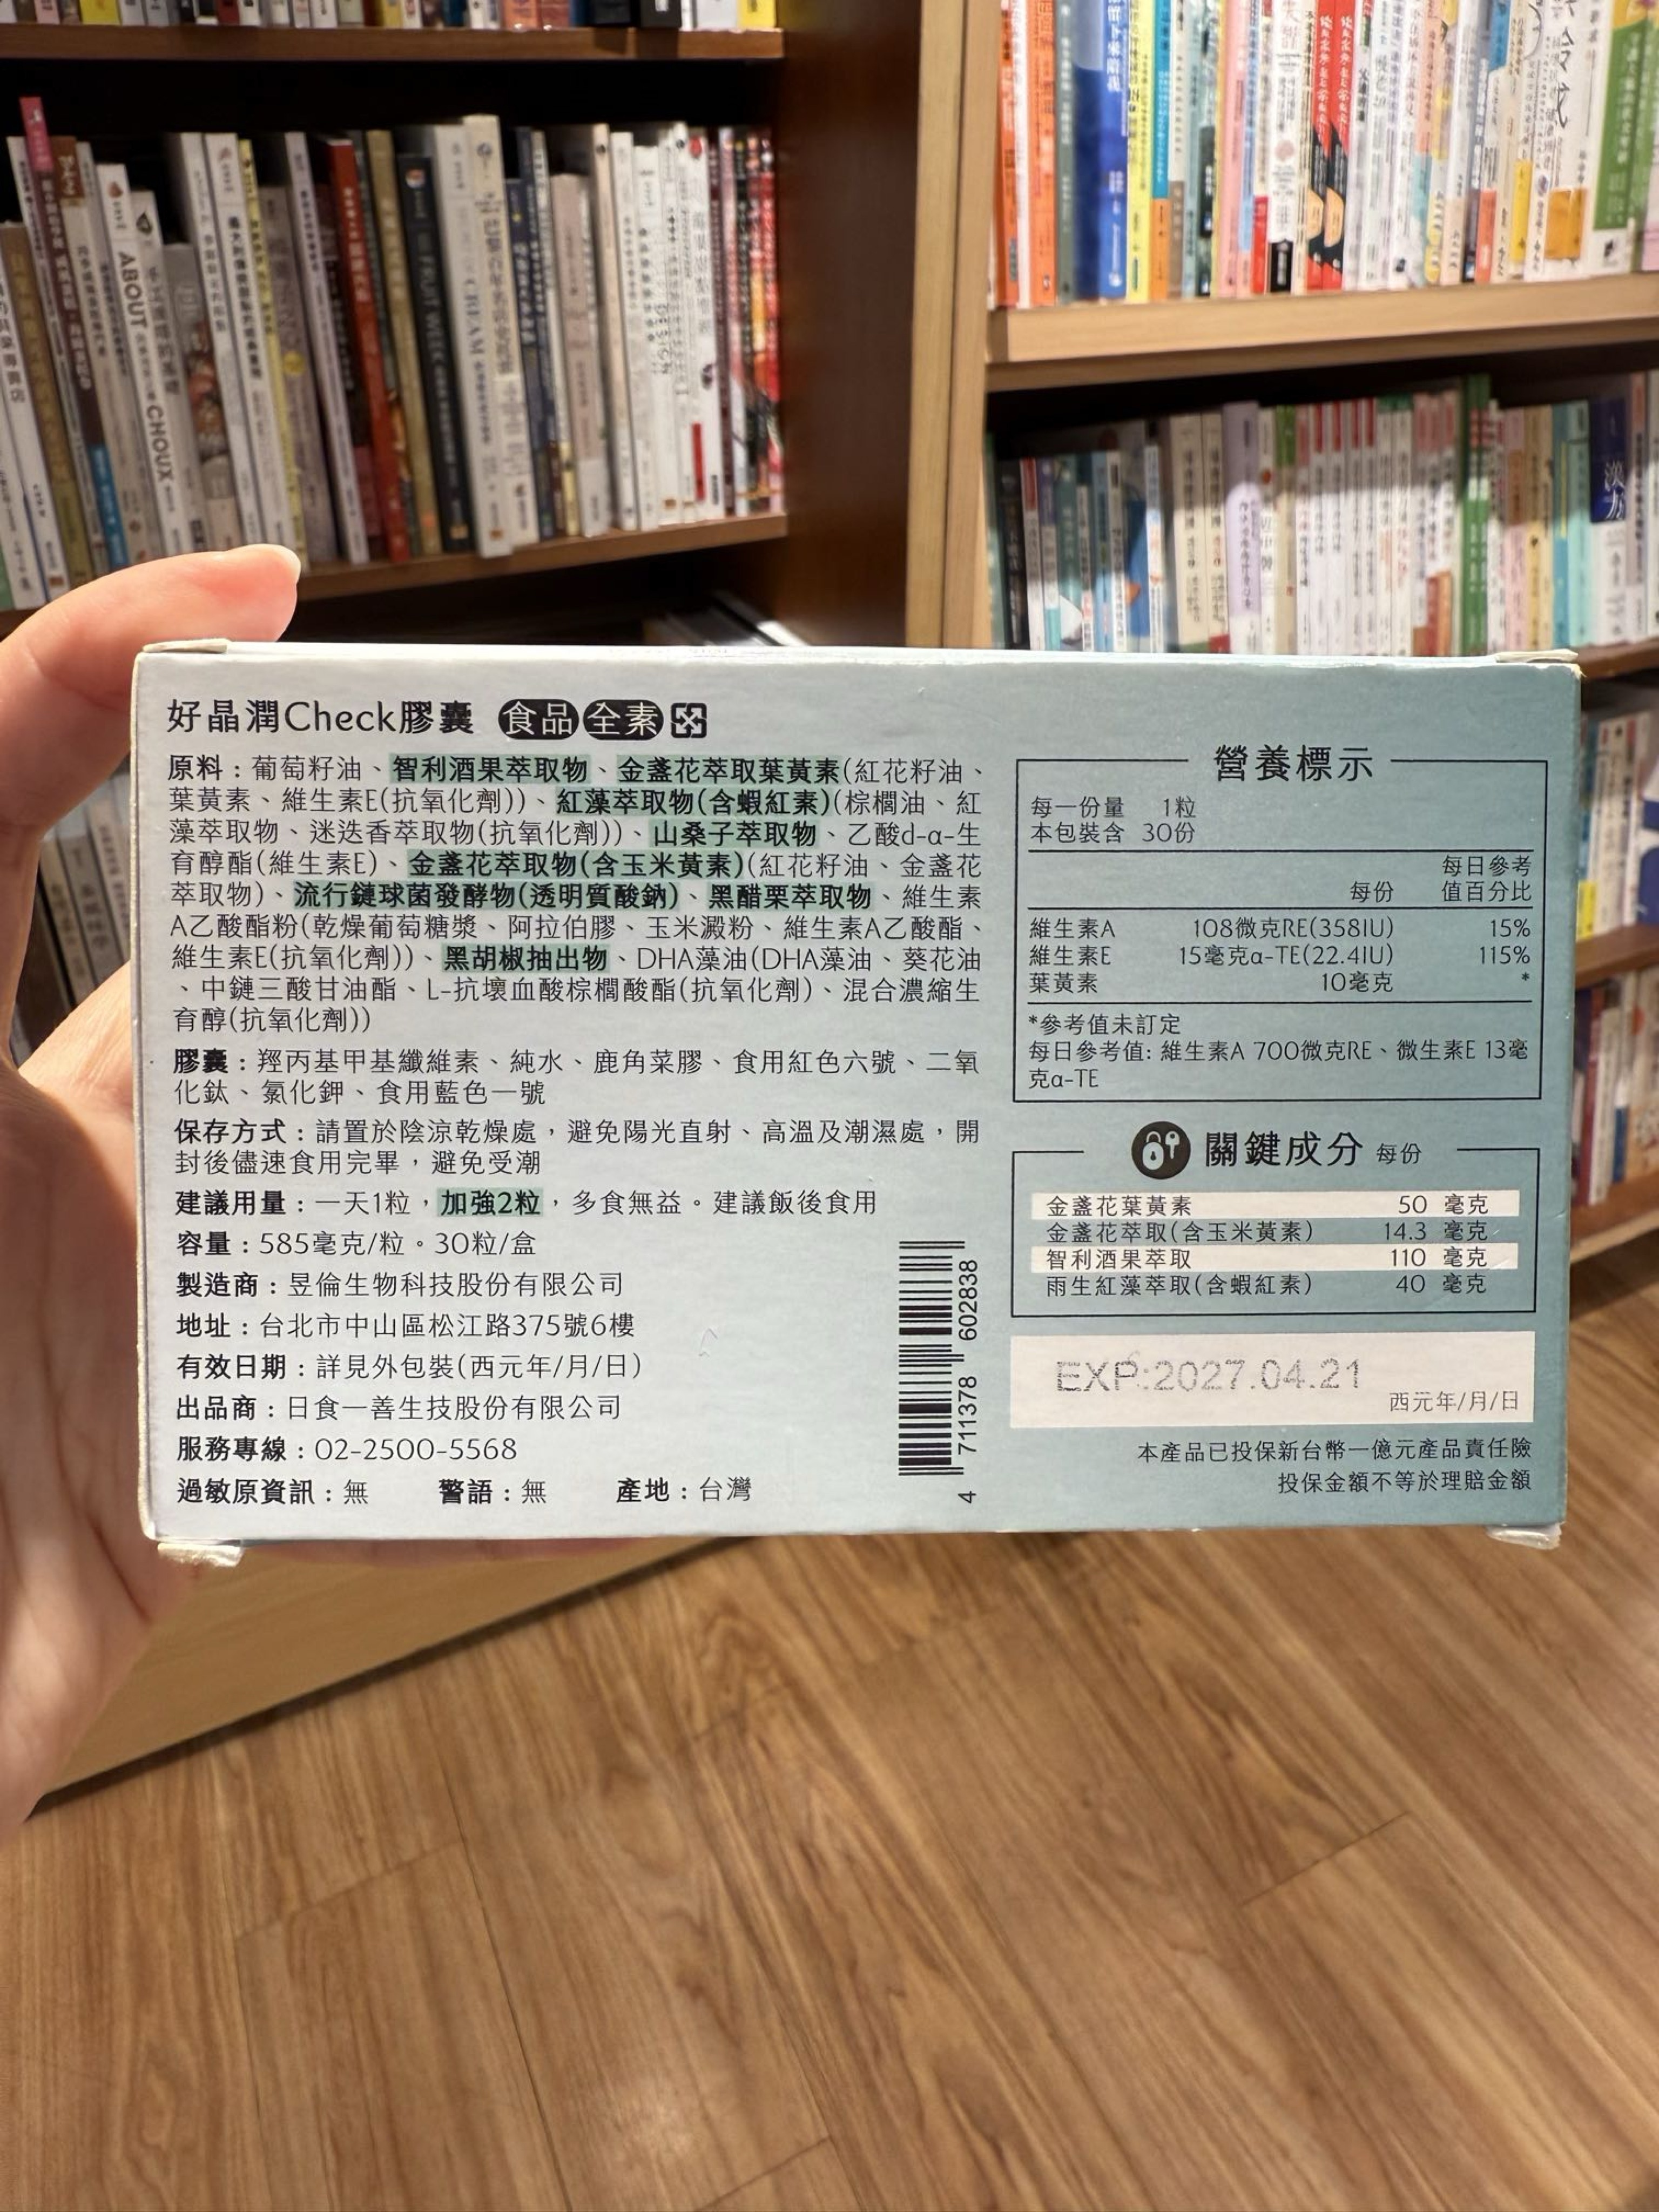 ABOUT
CHOUX
CREAM
FRUIT WEEK
DESIGN
漢方
好晶潤Check膠囊 食品 全素
原料：葡萄籽油、智利酒果萃取物、金盞花萃取葉黃素(紅花籽油、
葉黃素、維生素E(抗氧化劑))、紅藻萃取物(含蝦紅素)(棕櫚油、紅
藻萃取物、迷迭香萃取物(抗氧化劑))、山桑子萃取物、乙酸d-α-生
育醇酯(維生素E)、金盞花萃取物(含玉米黃素)(紅花籽油、金盞花
萃取物)、流行鏈球菌發酵物(透明質酸鈉)、黑醋栗萃取物、維生素
A乙酸酯粉(乾燥葡萄糖漿、阿拉伯膠、玉米澱粉、維生素A乙酸酯、
維生素E(抗氧化劑))、黑胡椒抽出物、DHA藻油(DHA藻油、葵花油
、中鏈三酸甘油酯、L-抗壞血酸棕櫚酸酯(抗氧化劑)、混合濃縮生
育醇(抗氧化劑))
膠囊：羥丙基甲基纖維素、純水、鹿角菜膠、食用紅色六號、二氧
化鈦、氯化鉀、食用藍色一號
保存方式：請置於陰涼乾燥處，避免陽光直射、高溫及潮濕處，開
封後儘速食用完畢，避免受潮
建議用量：一天1粒，加強2粒，多食無益。建議飯後食用
容量：585毫克/粒。30粒/盒
製造商：昱倫生物科技股份有限公司
地址：台北市中山區松江路375號6樓
有效日期：詳見外包裝(西元年/月/日)
出品商：日食一善生技股份有限公司
服務專線：02-2500-5568
過敏原資訊：無 警語：無 產地：台灣
4 711378 602838
營養標示
每一份量 1粒
本包裝含 30份
每日參考
每份 值百分比
維生素A 108微克RE(358IU) 15%
維生素E 15毫克α-TE(22.4IU) 115%
葉黃素 10毫克 *
*參考值未訂定
每日參考值: 維生素A 700微克RE、微生素E 13毫
克α-TE
關鍵成分 每份
金盞花葉黃素 50 毫克
金盞花萃取(含玉米黃素) 14.3 毫克
智利酒果萃取 110 毫克
雨生紅藻萃取(含蝦紅素) 40 毫克
EXP:2027.04.21
西元年/月/日
本產品已投保新台幣一億元產品責任險
投保金額不等於理賠金額